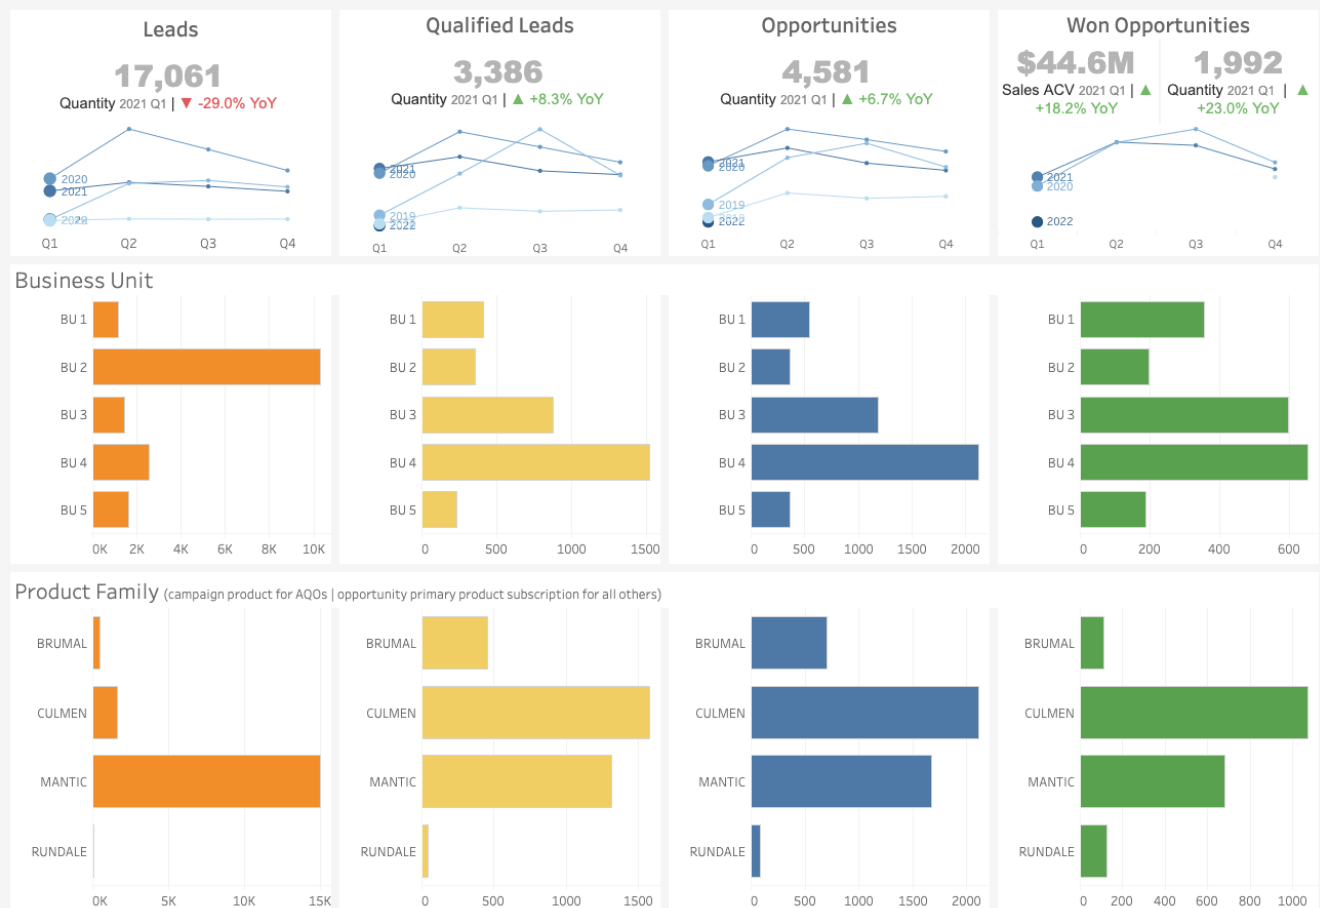 Leads
17,061
Quantity 2021 Q1 | ▼ -29.0% YoY
2020
2021
Q1 Q2 Q3 Q4
Qualified Leads
3,386
Quantity 2021 Q1 | ▲ +8.3% YoY
2021
2020
2019
2022
Q1 Q2 Q3 Q4
Opportunities
4,581
Quantity 2021 Q1 | ▲ +6.7% YoY
2021
2020
2019
2022
Q1 Q2 Q3 Q4
Won Opportunities
$44.6M
Sales ACV 2021 Q1 | ▲
+18.2% YoY
1,992
Quantity 2021 Q1 | ▲
+23.0% YoY
2021
2020
2022
Q1 Q2 Q3 Q4
Business Unit
BU 1
BU 2
BU 3
BU 4
BU 5
0K 2K 4K 6K 8K 10K
BU 1
BU 2
BU 3
BU 4
BU 5
0 500 1000 1500
BU 1
BU 2
BU 3
BU 4
BU 5
0 500 1000 1500 2000
BU 1
BU 2
BU 3
BU 4
BU 5
0 200 400 600
Product Family (campaign product for AQOs | opportunity primary product subscription for all others)
BRUMAL
CULMEN
MANTIC
RUNDALE
0K 5K 10K 15K
BRUMAL
CULMEN
MANTIC
RUNDALE
0 500 1000 1500
BRUMAL
CULMEN
MANTIC
RUNDALE
0 500 1000 1500 2000
BRUMAL
CULMEN
MANTIC
RUNDALE
0 200 400 600 800 1000